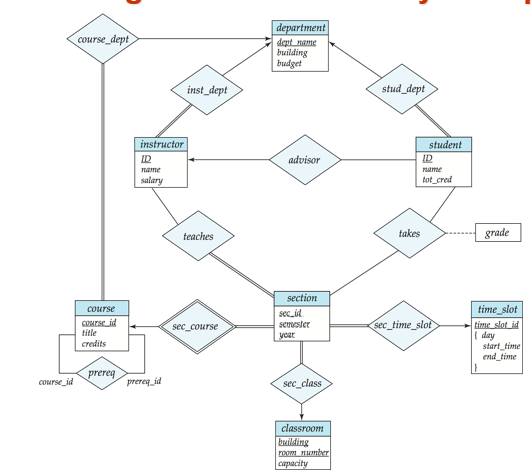 department
course_dept
dept_name
building
budget
inst_dept
stud_dept
instructor
ID
name
salary
advisor
student
ID
name
tot_cred
teaches
takes
grade
section
sec_id
semester
year
course
course_id
title
credits
sec_course
sec_time_slot
time_slot
time_slot_id
{ day
start_time
end_time
}
prereq
course_id
prereq_id
sec_class
classroom
building
room_number
capacity